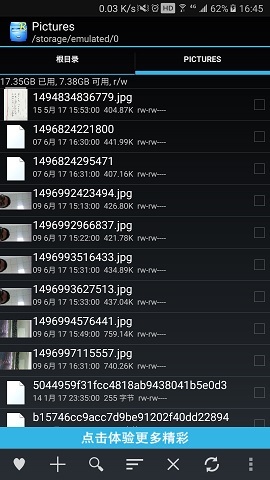 0.03 K/s HD 4G 62% 16:45
Pictures
/storage/emulated/0
根目录 PICTURES
17.35GB 已用, 7.38GB 可用, r/w
1494834836779.jpg
15 5月 17 15:53:00 404.87K rw-rw----
1496824221800
07 6月 17 16:30:00 441.99K rw-rw----
1496824295471
07 6月 17 16:31:00 407.16K rw-rw----
1496992423494.jpg
09 6月 17 15:13:00 426.80K rw-rw----
1496992966837.jpg
09 6月 17 15:22:00 421.78K rw-rw----
1496993516433.jpg
09 6月 17 15:31:00 434.89K rw-rw----
1496993627513.jpg
09 6月 17 15:33:00 437.04K rw-rw----
1496994576441.jpg
09 6月 17 15:49:00 759.14K rw-rw----
1496997115557.jpg
09 6月 17 16:31:00 740.26K rw-rw----
5044959f31fcc4818ab9438041b5e0d3
14 1月 17 23:35:00 255 字节 rw-rw----
b15746cc9acc7d9be91202f40dd22894
点击体验更多精彩